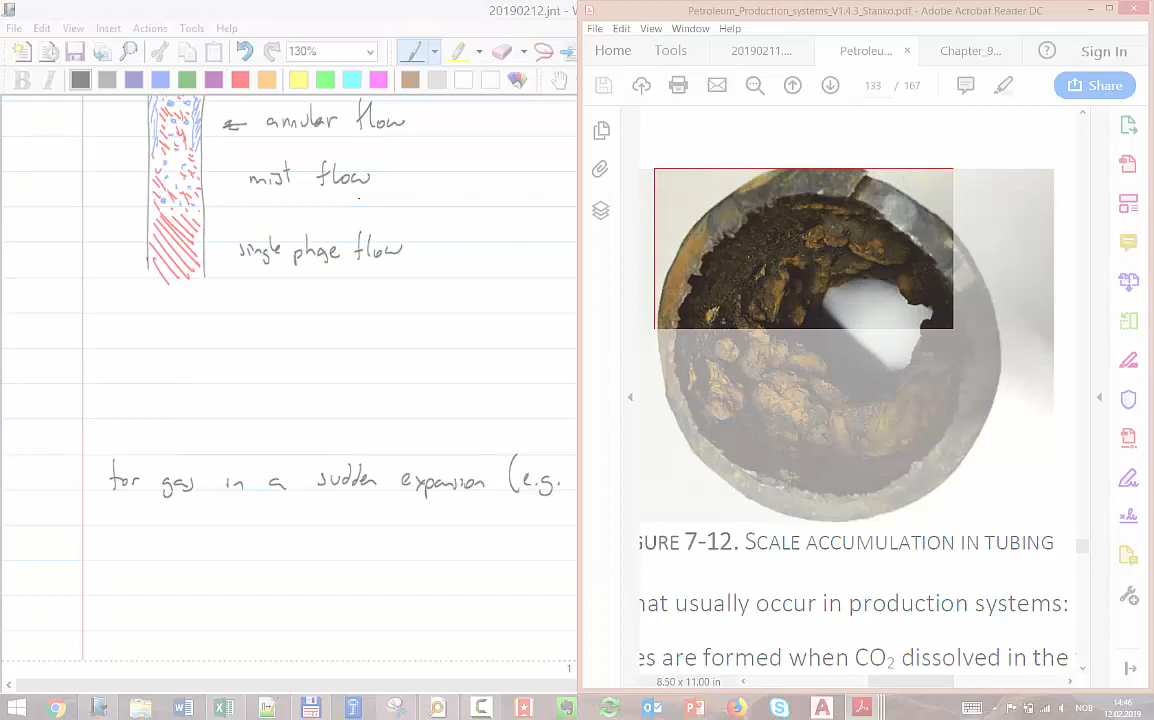 20190212.jnt - W
File Edit View Insert Actions Tools Help
130%
B I
annular flow
mist flow
single phase flow
for gas in a sudden expansion (e.g.
1
Petroleum_Production_systems_V1.4.3_Stanko.pdf - Adobe Acrobat Reader DC
File Edit View Window Help
Home Tools 20190211.... Petroleu... × Chapter_9... ? Sign In
133 / 167
Share
GURE 7-12. SCALE ACCUMULATION IN TUBING
hat usually occur in production systems:
es are formed when CO2 dissolved in the
8.50 x 11.00 in
NOB
14:46
12.02.2019